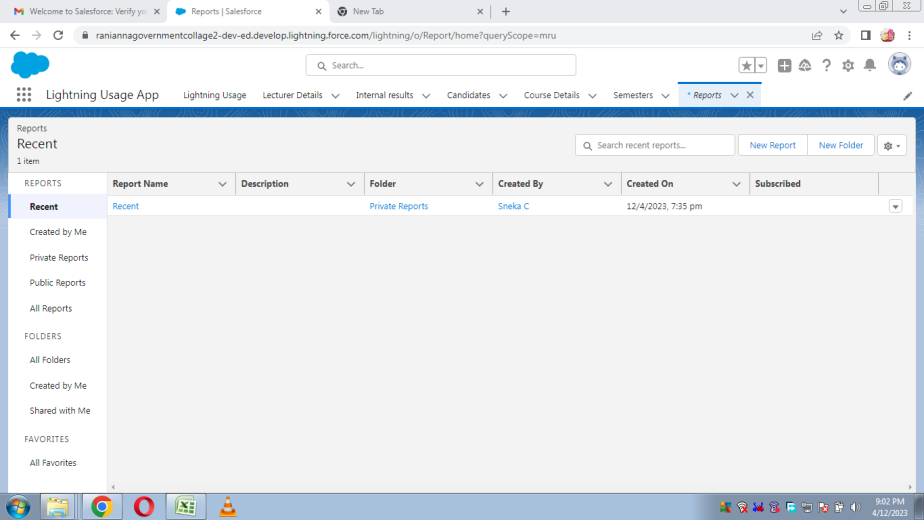 Welcome to Salesforce: Verify yo
Reports | Salesforce
New Tab
raniannagovernmentcollage2-dev-ed.develop.lightning.force.com/lightning/o/Report/home?queryScope=mru
Search...
Lightning Usage App
Lightning Usage
Lecturer Details
Internal results
Candidates
Course Details
Semesters
* Reports
Reports
Recent
1 item
Search recent reports...
New Report
New Folder
REPORTS
Report Name
Description
Folder
Created By
Created On
Subscribed
Recent
Recent
Private Reports
Sneka C
12/4/2023, 7:35 pm
Created by Me
Private Reports
Public Reports
All Reports
FOLDERS
All Folders
Created by Me
Shared with Me
FAVORITES
All Favorites
9:02 PM
4/12/2023